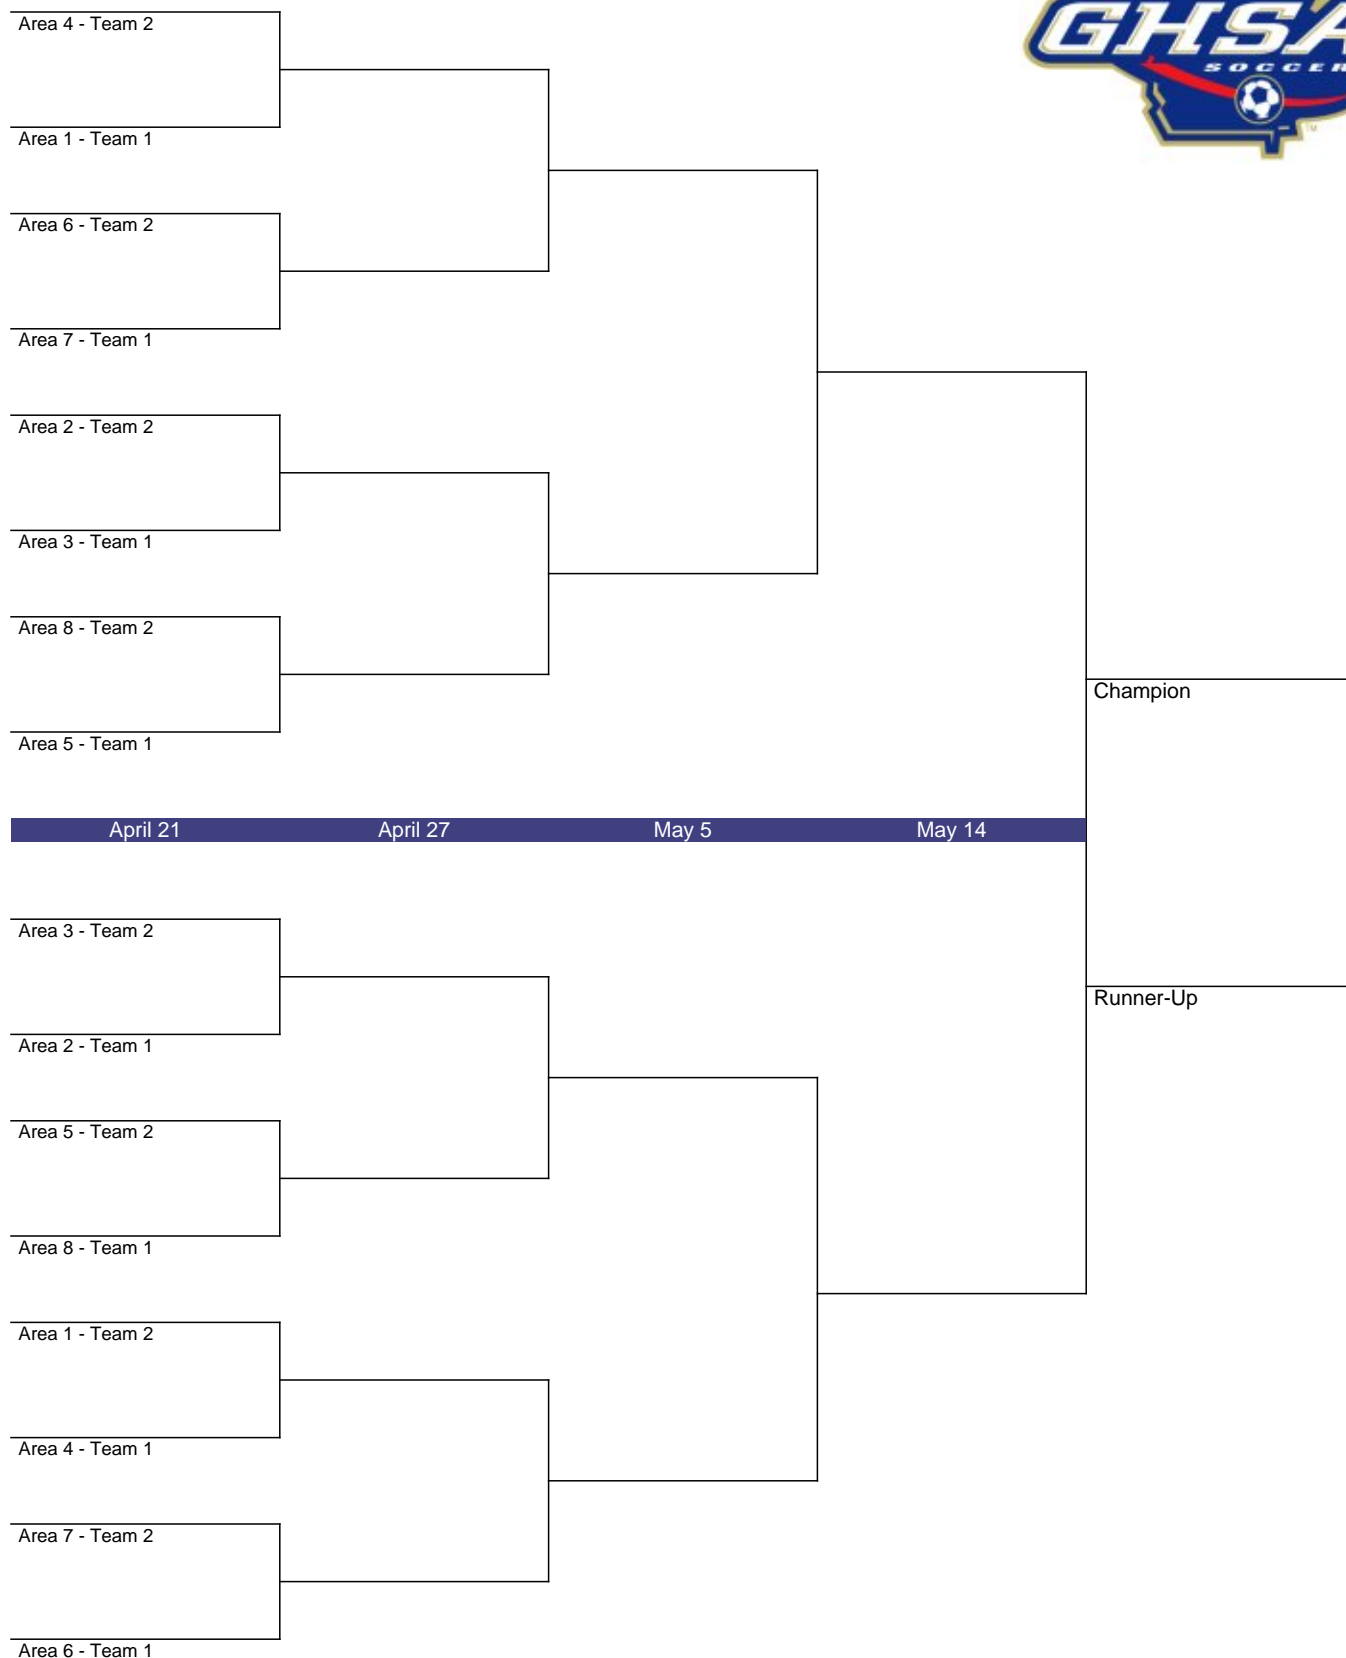 GHSA
SOCCER
Area 4 - Team 2
Area 1 - Team 1
Area 6 - Team 2
Area 7 - Team 1
Area 2 - Team 2
Area 3 - Team 1
Area 8 - Team 2
Champion
Area 5 - Team 1
April 21 April 27 May 5 May 14
Area 3 - Team 2
Runner-Up
Area 2 - Team 1
Area 5 - Team 2
Area 8 - Team 1
Area 1 - Team 2
Area 4 - Team 1
Area 7 - Team 2
Area 6 - Team 1